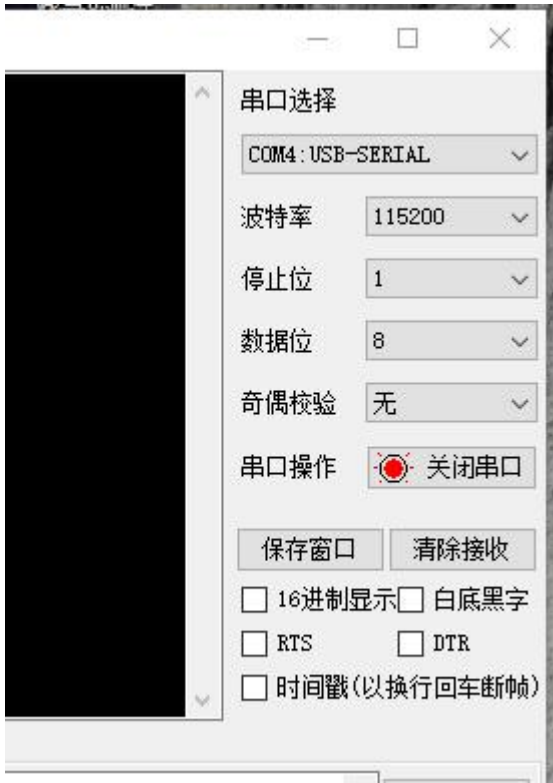 串口选择
COM4:USB-SERIAL
波特率 115200
停止位 1
数据位 8
奇偶校验 无
串口操作 关闭串口
保存窗口 清除接收
16进制显示 白底黑字
RTS DTR
时间戳(以换行回车断帧)